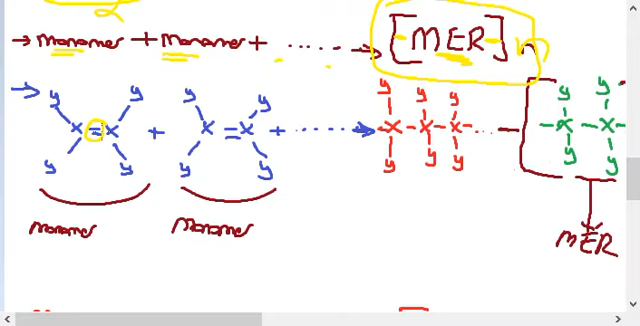 → Monomer + Monomer + ...... → [MER]n
→ y y y y y y y y y
x = x + x = x + ...... → -x-x-x- ... - [-x-x-
y y y y y y y y y
Monomer Monomer MER